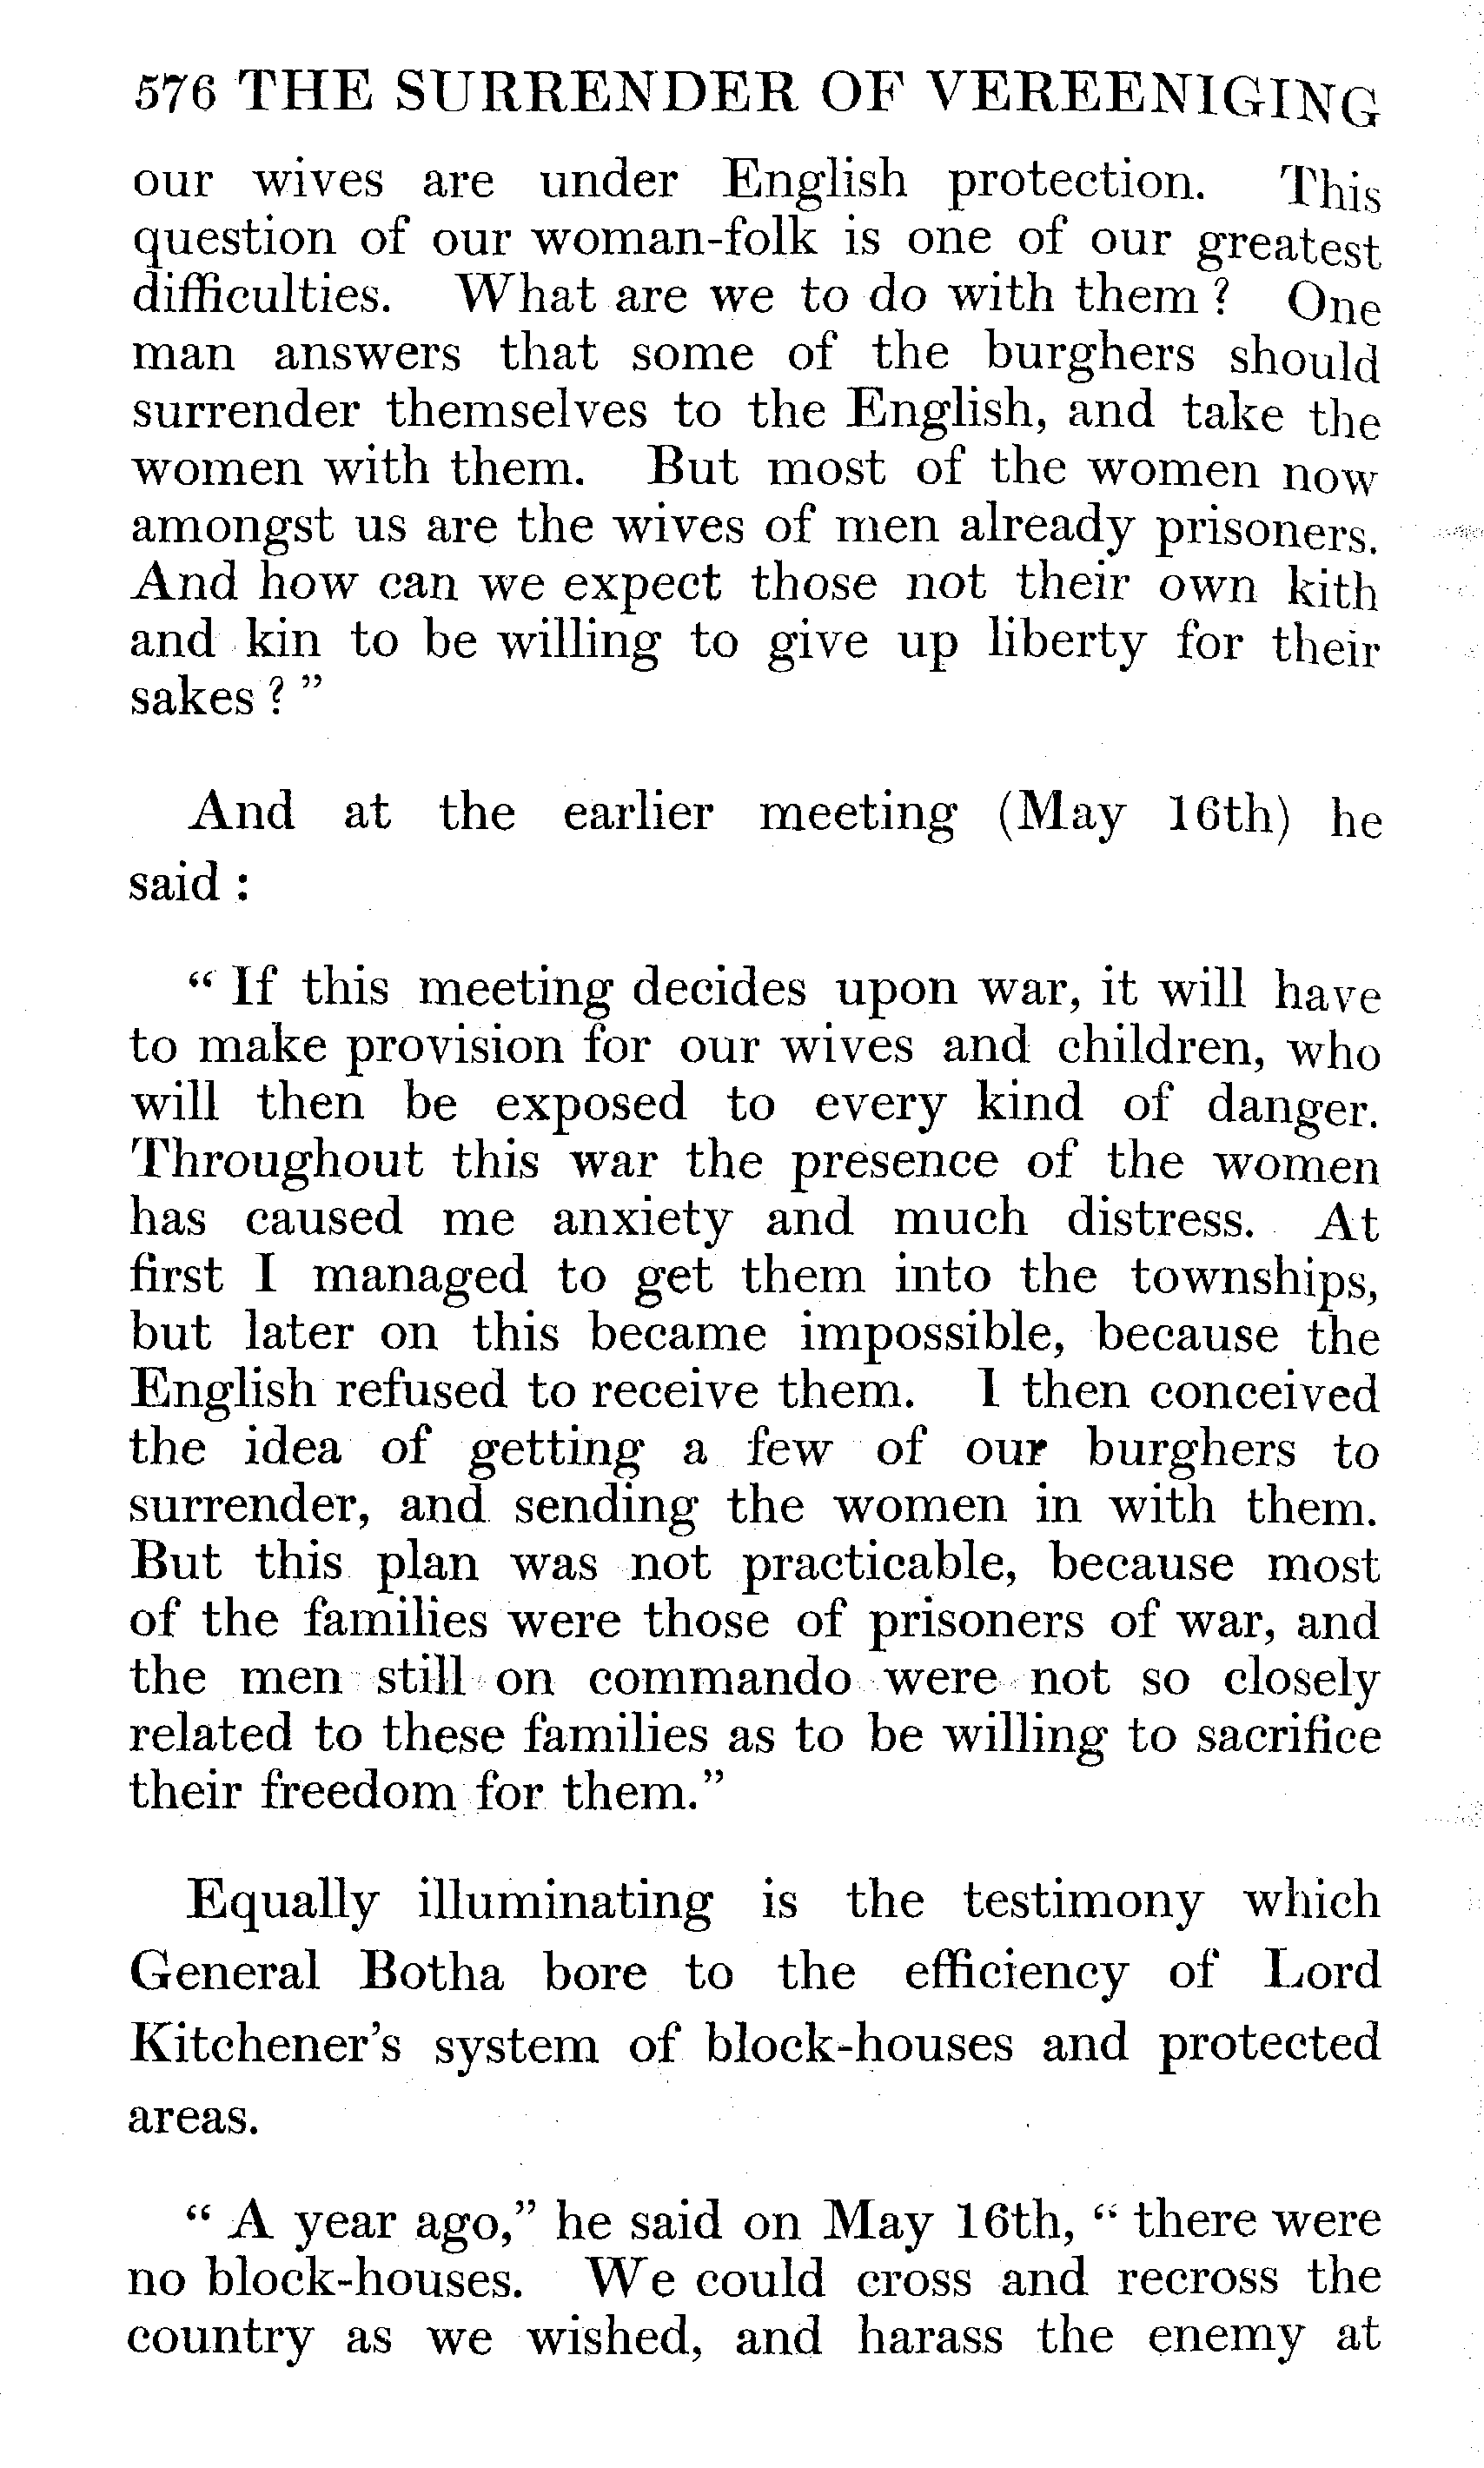 576 THE SURRENDER OF VEREENIGING
our wives are under English protection. This
question of our woman-folk is one of our greatest
difficulties. What are we to do with them ? One
man answers that some of the burghers should
surrender themselves to the English, and take the
women with them. But most of the women now
amongst us are the wives of men already prisoners.
And how can we expect those not their own kith
and kin to be willing to give up liberty for their
sakes ? ”
And at the earlier meeting (May 16th) he
said :
“ If this meeting decides upon war, it will have
to make provision for our wives and children, who
will then be exposed to every kind of danger.
Throughout this war the presence of the women
has caused me anxiety and much distress. At
first I managed to get them into the townships,
but later on this became impossible, because the
English refused to receive them. I then conceived
the idea of getting a few of our burghers to
surrender, and sending the women in with them.
But this plan was not practicable, because most
of the families were those of prisoners of war, and
the men still on commando were not so closely
related to these families as to be willing to sacrifice
their freedom for them.”
Equally illuminating is the testimony which
General Botha bore to the efficiency of Lord
Kitchener’s system of block-houses and protected
areas.
“ A year ago,” he said on May 16th, “ there were
no block-houses. We could cross and recross the
country as we wished, and harass the enemy at